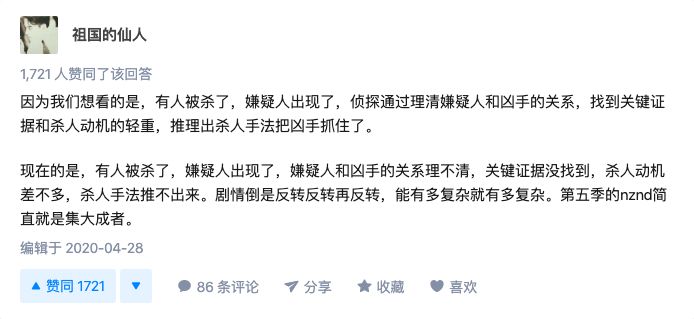 祖国的仙人
1,721 人赞同了该回答
因为我们想看的是，有人被杀了，嫌疑人出现了，侦探通过理清嫌疑人和凶手的关系，找到关键证
据和杀人动机的轻重，推理出杀人手法把凶手抓住了。
现在的是，有人被杀了，嫌疑人出现了，嫌疑人和凶手的关系理不清，关键证据没找到，杀人动机
差不多，杀人手法推不出来。剧情倒是反转反转再反转，能有多复杂就有多复杂。第五季的nznd简
直就是集大成者。
编辑于 2020-04-28
赞同 1721 86 条评论 分享 收藏 喜欢